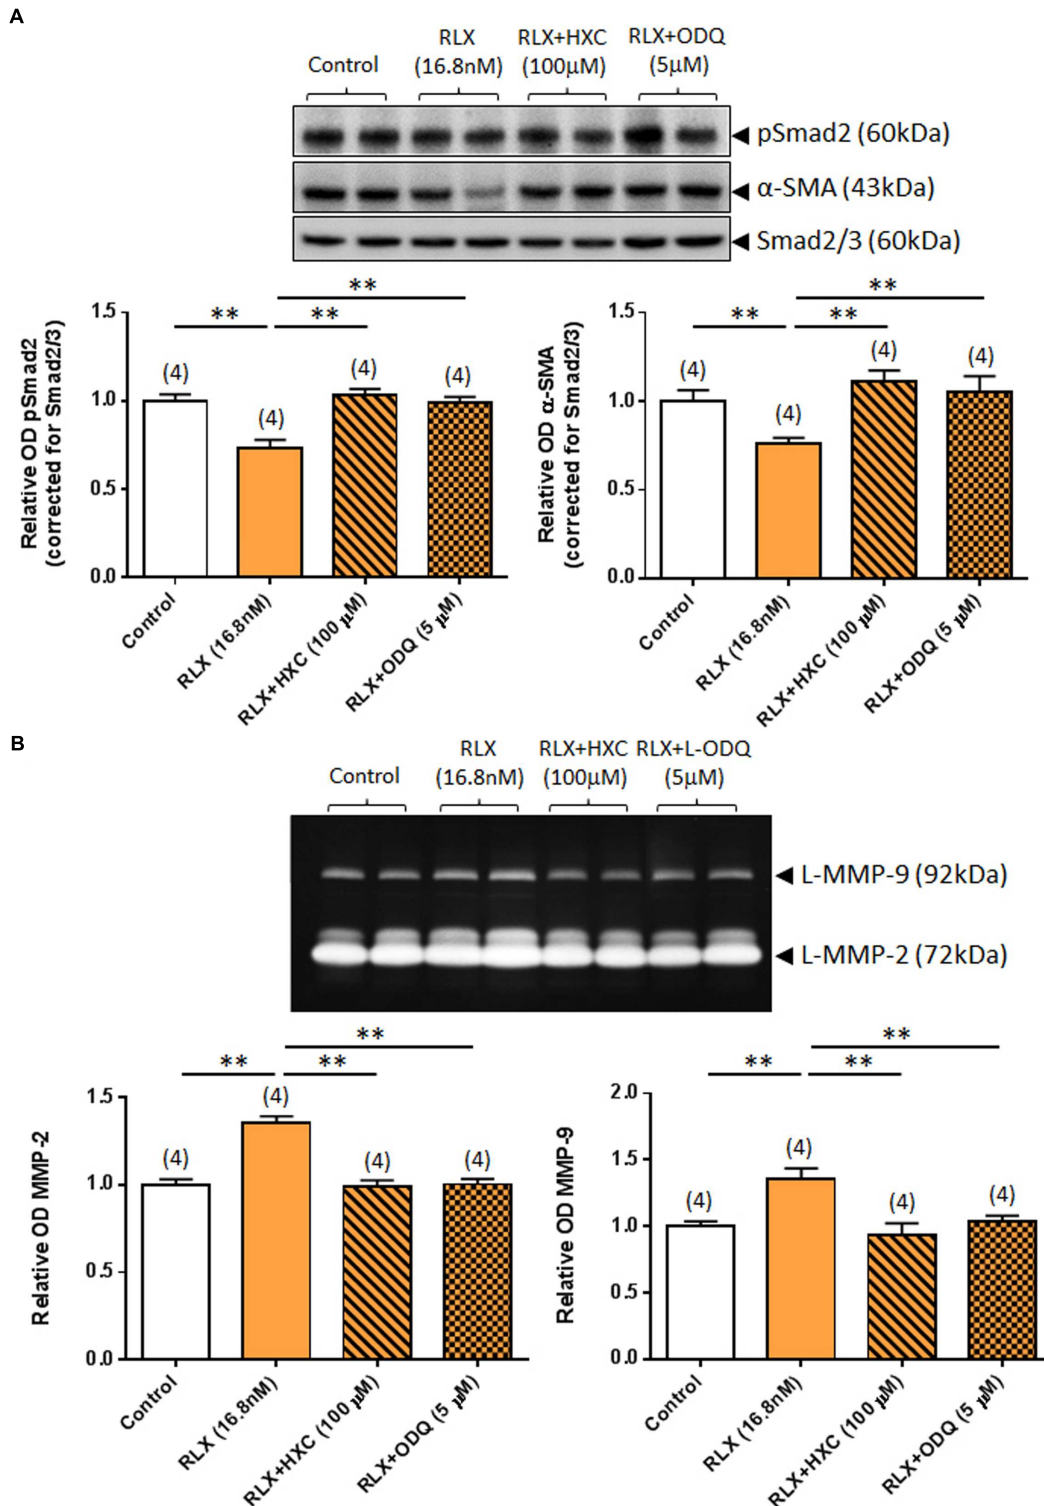 A
Control
RLX
(16.8nM)
RLX+HXC
(100µM)
RLX+ODQ
(5µM)
pSmad2 (60kDa)
α-SMA (43kDa)
Smad2/3 (60kDa)
Relative OD pSmad2
(corrected for Smad2/3)
1.5
1.0
0.5
0.0
**
**
**
(4)
(4)
(4)
(4)
Control
RLX (16.8nM)
RLX+HXC (100 µM)
RLX+ODQ (5 µM)
Relative OD α-SMA
(corrected for Smad2/3)
1.5
1.0
0.5
0.0
**
**
**
(4)
(4)
(4)
(4)
Control
RLX (16.8nM)
RLX+HXC (100 µM)
RLX+ODQ (5 µM)
B
Control
RLX
(16.8nM)
RLX+HXC
(100µM)
RLX+L-ODQ
(5µM)
L-MMP-9 (92kDa)
L-MMP-2 (72kDa)
Relative OD MMP-2
1.5
1.0
0.5
0.0
**
**
**
(4)
(4)
(4)
(4)
Control
RLX (16.8nM)
RLX+HXC (100 µM)
RLX+ODQ (5 µM)
Relative OD MMP-9
2.0
1.5
1.0
0.5
0.0
**
**
**
(4)
(4)
(4)
(4)
Control
RLX (16.8nM)
RLX+HXC (100 µM)
RLX+ODQ (5 µM)